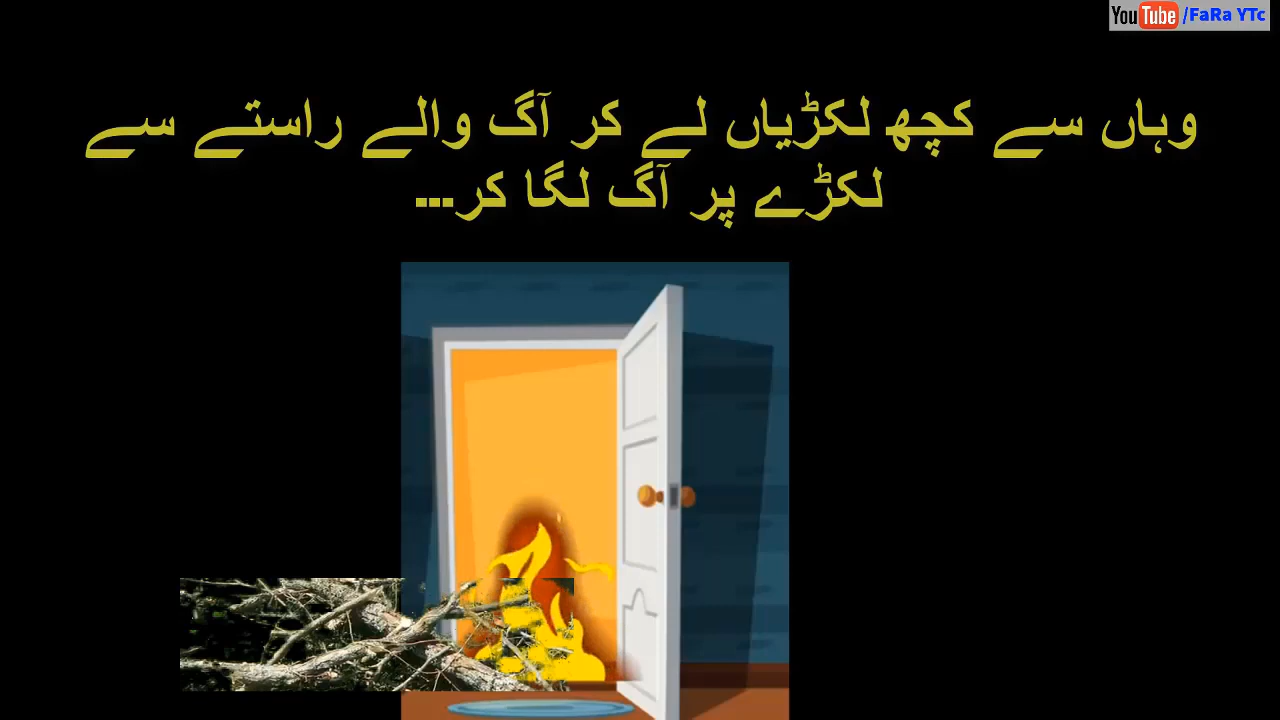 YouTube /FaRa YTc
وہاں سے کچھ لکڑیاں لے کر آگ والے راستے سے
لکڑے پر آگ لگا کر...